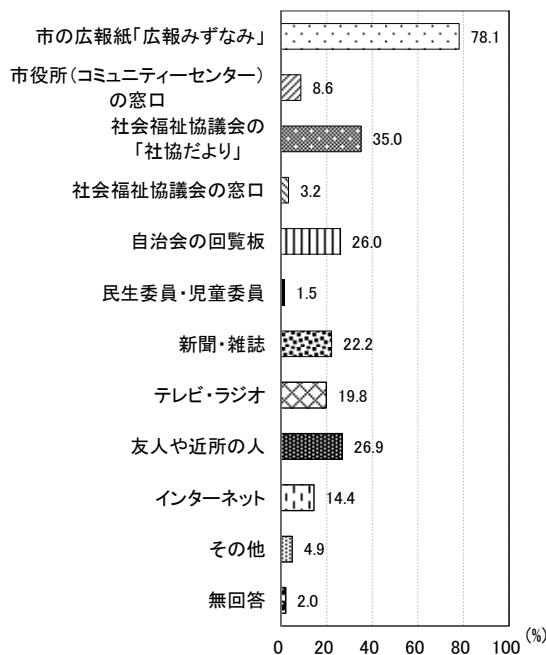 市の広報紙「広報みずなみ」
78.1
市役所(コミュニティーセンター)
の窓口
8.6
社会福祉協議会の
「社協だより」
35.0
社会福祉協議会の窓口
3.2
自治会の回覧板
26.0
民生委員・児童委員
1.5
新聞・雑誌
22.2
テレビ・ラジオ
19.8
友人や近所の人
26.9
インターネット
14.4
その他
4.9
無回答
2.0
0 20 40 60 80 100 (%)